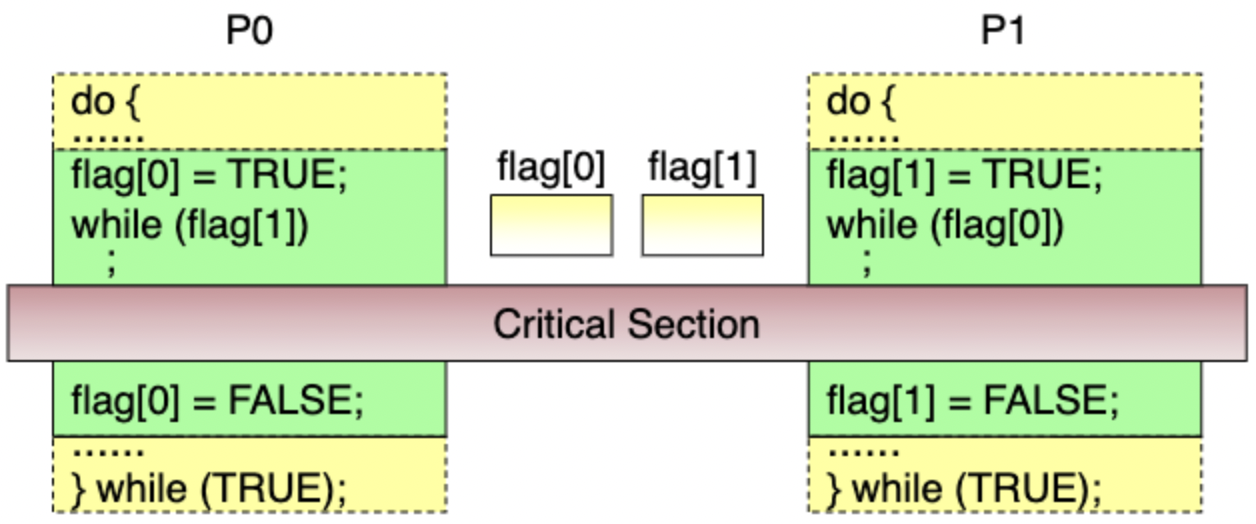 P0
do {
......
flag[0] = TRUE;
while (flag[1])
;
flag[0] flag[1]
P1
do {
......
flag[1] = TRUE;
while (flag[0])
;
Critical Section
flag[0] = FALSE;
......
} while (TRUE);
flag[1] = FALSE;
......
} while (TRUE);